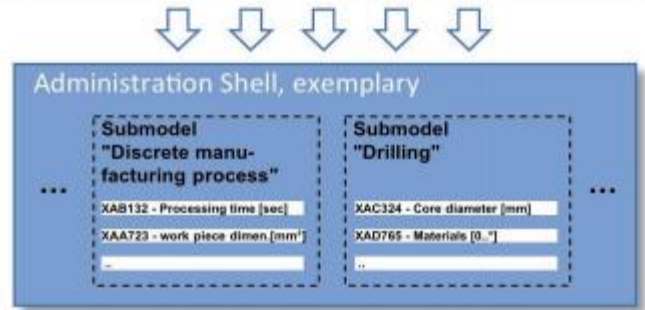 Administration Shell, exemplary
Submodel
"Discrete manu-
facturing process"
XAB132 - Processing time [sec]
XAA723 - work piece dimen.[mm³]
..
Submodel
"Drilling"
XAC324 - Core diameter [mm]
XAD765 - Materials [0..*]
..
...
...